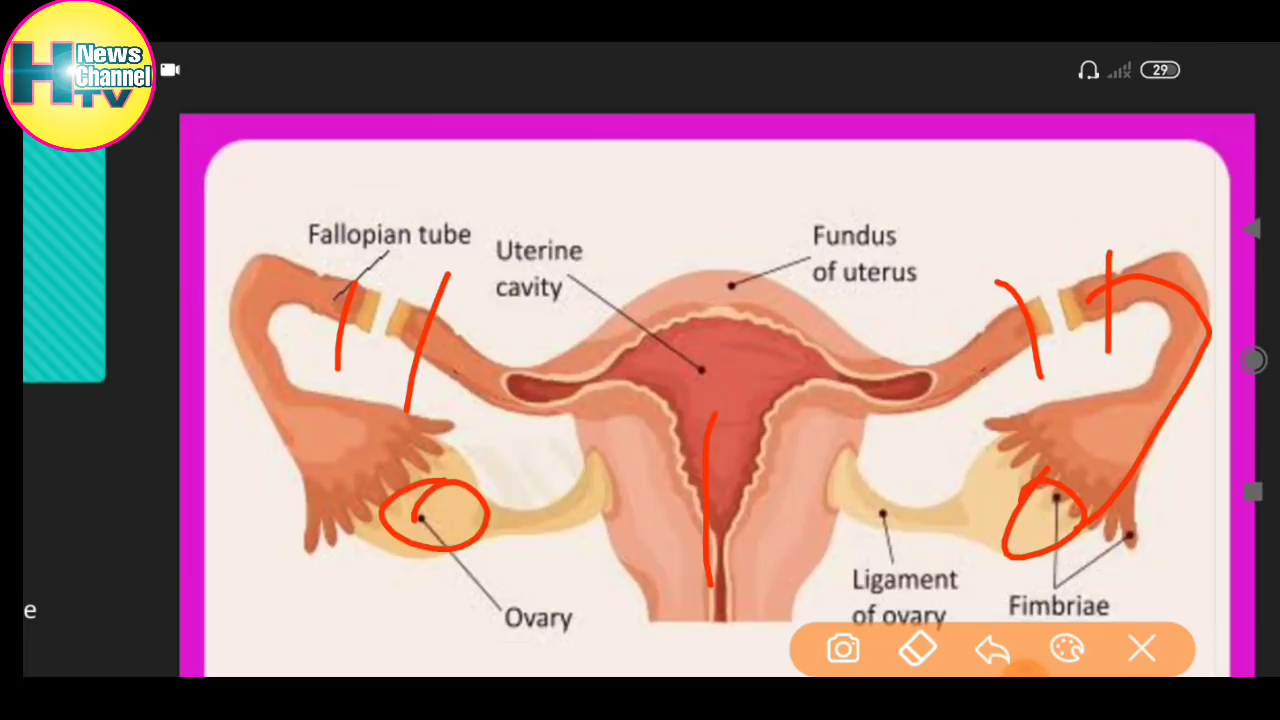 H News
Channel
TV
29
Fallopian tube
Uterine
cavity
Fundus
of uterus
Ovary
Ligament
of ovary
Fimbriae
e